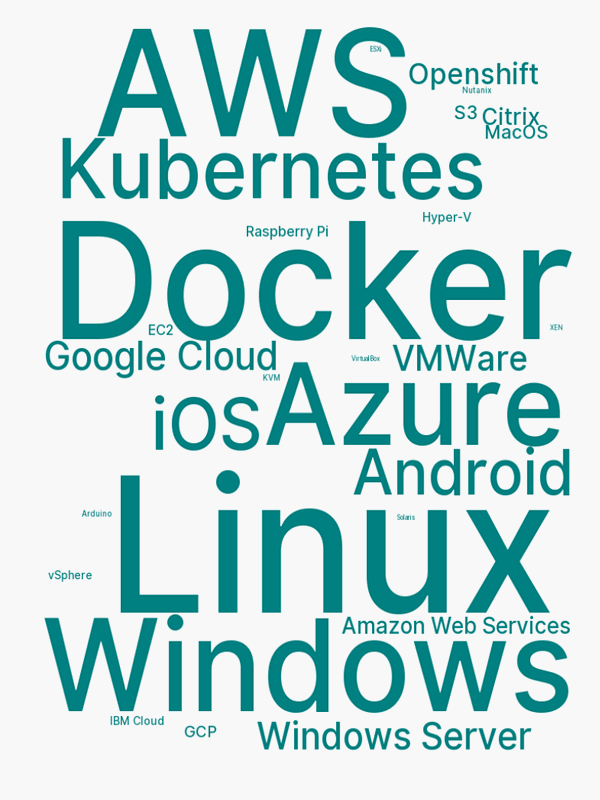 AWS
ESXi
Openshift
Nutanix
S3
Citrix
MacOS
Kubernetes
Hyper-V
Raspberry Pi
Docker
EC2
XEN
Google Cloud
VirtualBox
VMWare
KVM
Azure
iOS
Android
Linux
Arduino
Solaris
vSphere
Amazon Web Services
Windows
IBM Cloud
GCP
Windows Server